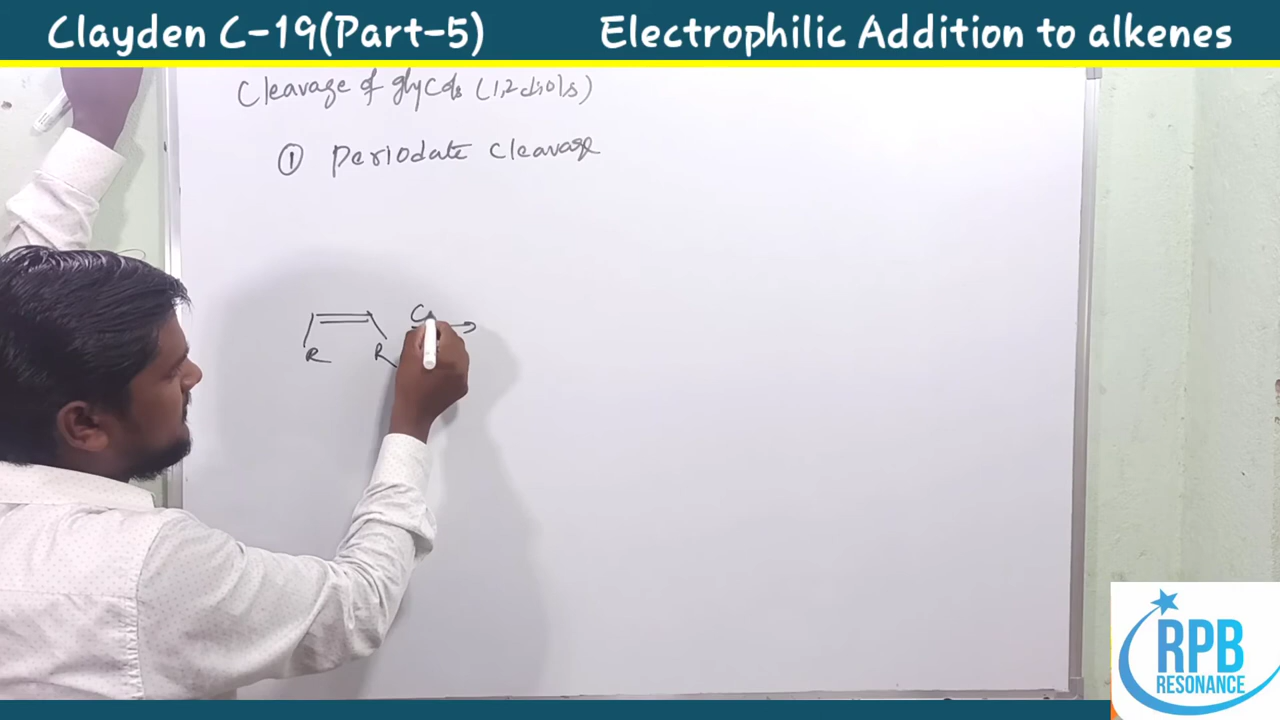 Clayden C-19(Part-5) Electrophilic Addition to alkenes
Cleavage of glycols (1,2 diols)
① Periodate cleavage
C
R R
RPB
RESONANCE